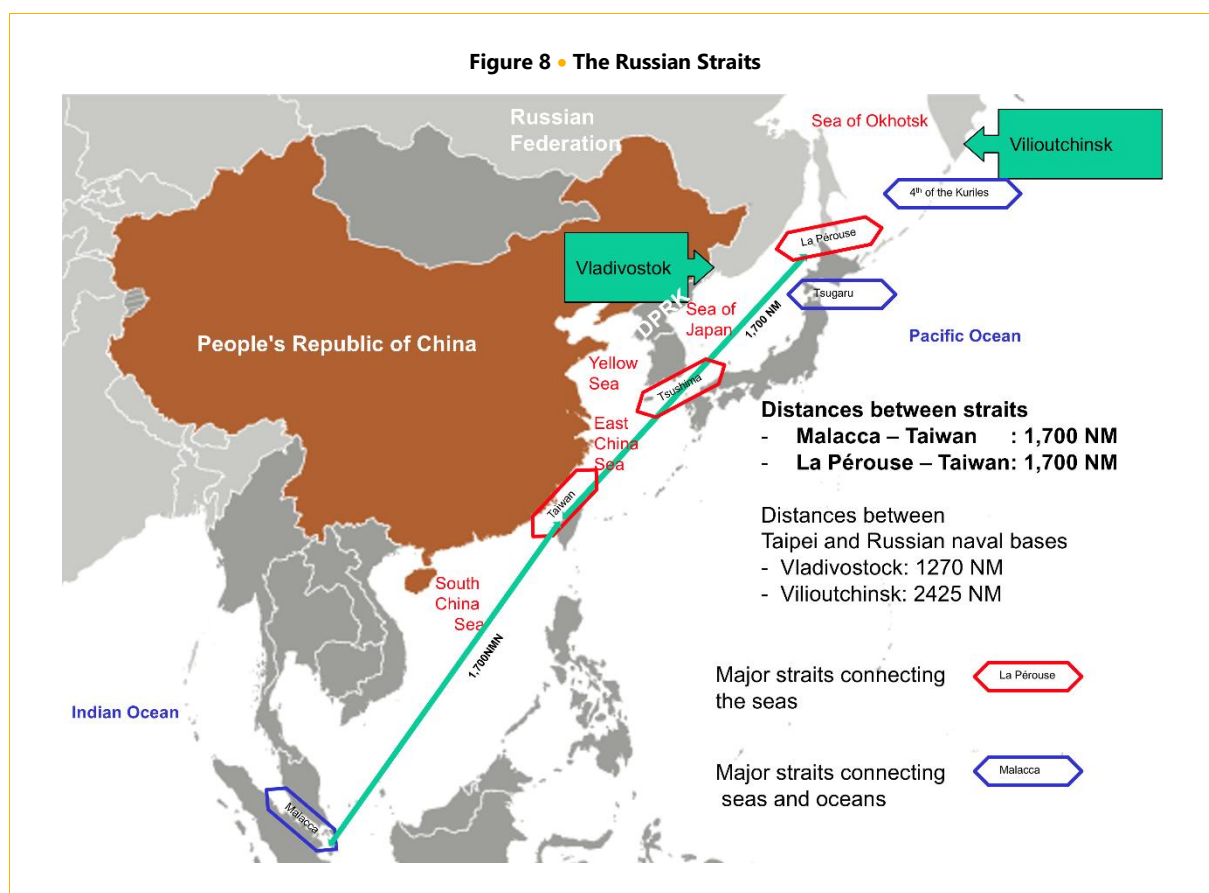 Figure 8 • The Russian Straits
Russian
Federation
Sea of Okhotsk
Vilioutchinsk
4th of the Kuriles
La Pérouse
Vladivostok
Tsugaru
DPRK
Sea of
Japan
1,700 NM
Pacific Ocean
People's Republic of China
Yellow
Sea
Tsushima
East
China
Sea
Distances between straits
- Malacca – Taiwan : 1,700 NM
- La Pérouse – Taiwan: 1,700 NM
Taiwan
Distances between
Taipei and Russian naval bases
- Vladivostock: 1270 NM
- Vilioutchinsk: 2425 NM
South
China
Sea
1,700NMN
Major straits connecting
the seas
La Pérouse
Indian Ocean
Major straits connecting
seas and oceans
Malacca
Malacca